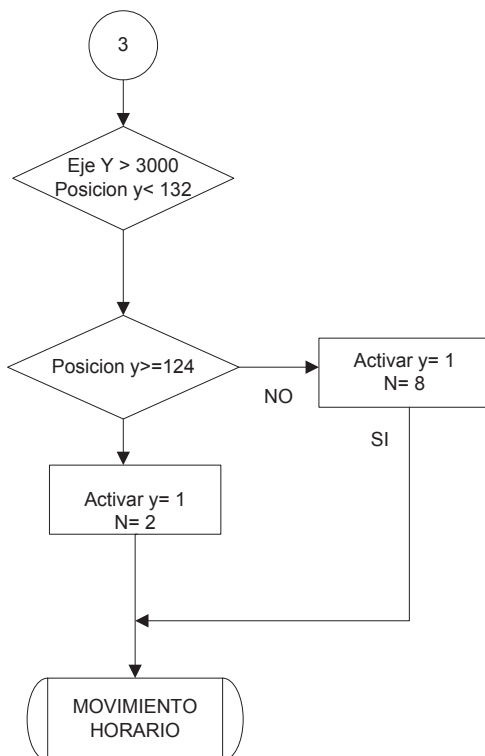 3
Eje Y > 3000
Posicion y< 132
Posicion y>=124
NO
Activar y= 1
N= 8
SI
Activar y= 1
N= 2
MOVIMIENTO
HORARIO